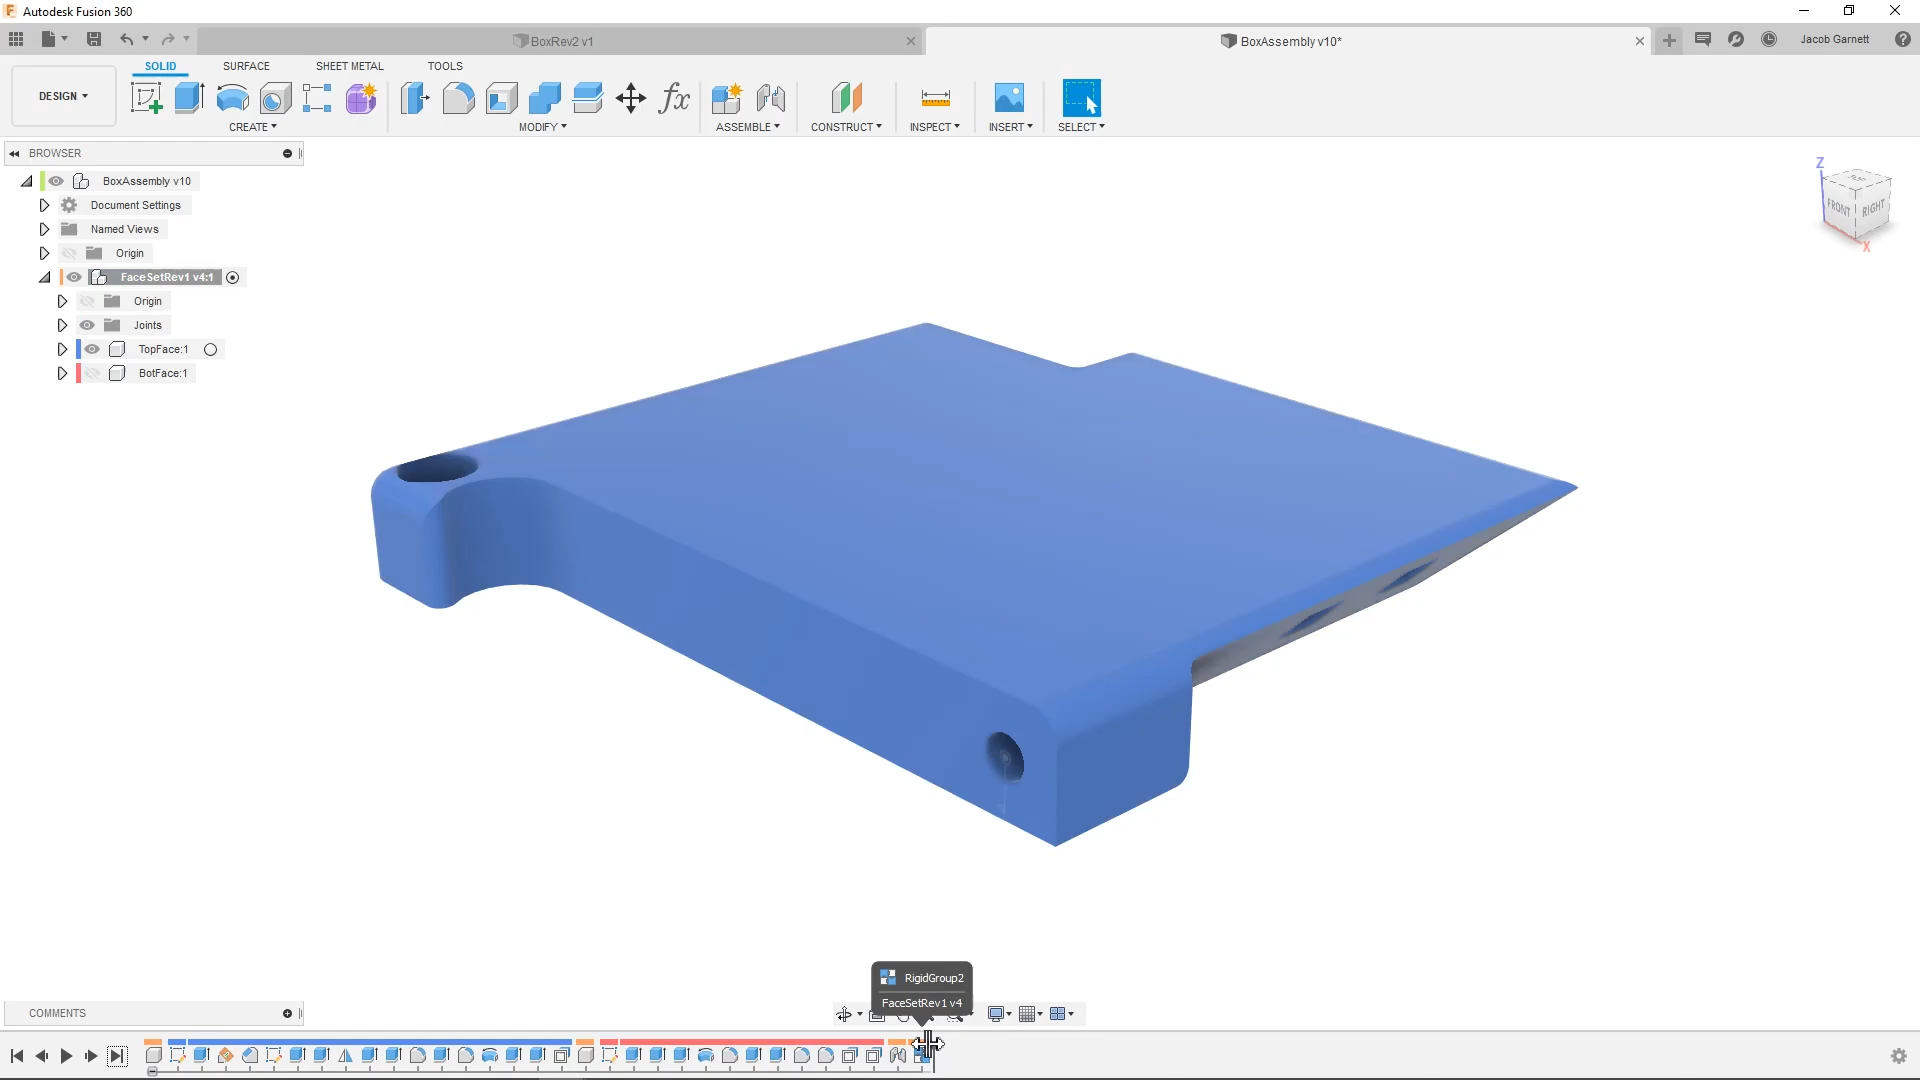 Autodesk Fusion 360
BoxRev2 v1
BoxAssembly v10*
Jacob Garnett
SOLID
SURFACE
SHEET METAL
TOOLS
DESIGN
CREATE
MODIFY
ASSEMBLE
CONSTRUCT
INSPECT
INSERT
SELECT
BROWSER
BoxAssembly v10
Document Settings
Named Views
Origin
FaceSetRev1 v4:1
Origin
Joints
TopFace:1
BotFace:1
Z
TOP
FRONT
RIGHT
X
RigidGroup2
FaceSetRev1 v4
COMMENTS